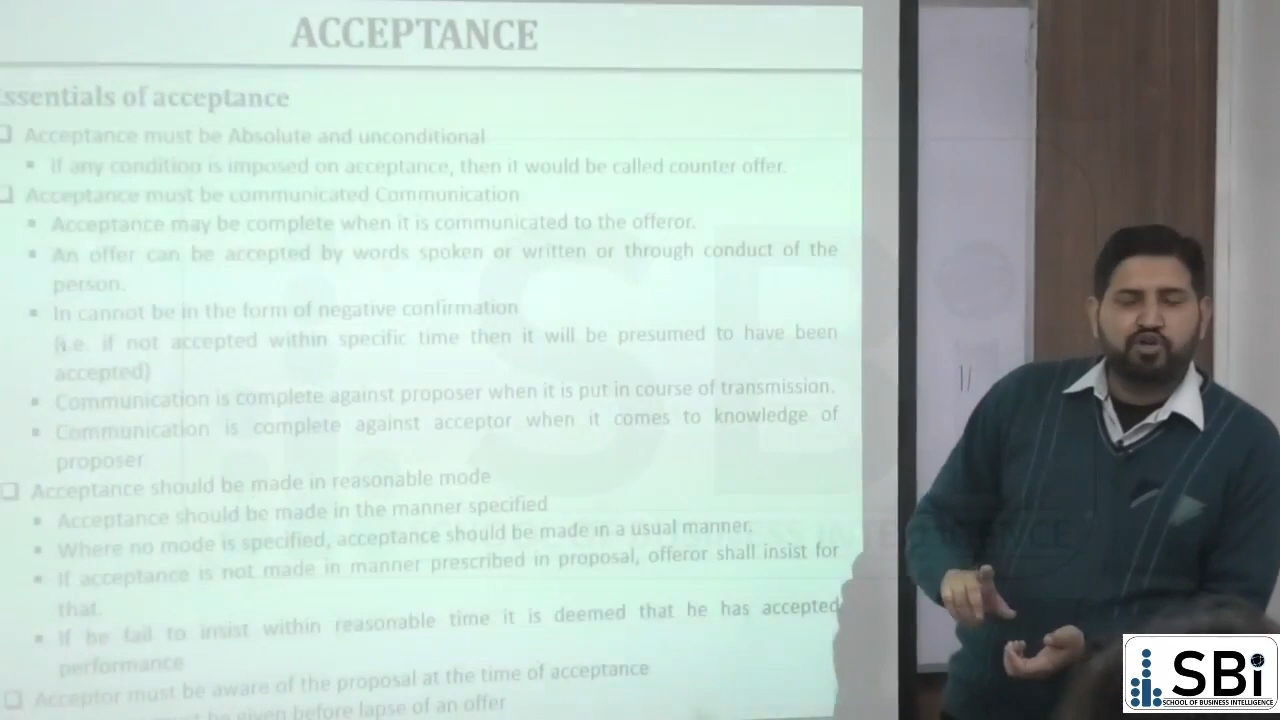 ACCEPTANCE
ssentials of acceptance
Acceptance must be Absolute and unconditional
If any condition is imposed on acceptance, then it would be called counter offer.
Acceptance must be communicated Communication
Acceptance may be complete when it is communicated to the offeror.
An offer can be accepted by words spoken or written or through conduct of the
person.
In cannot be in the form of negative confirmation
(i.e. if not accepted within specific time then it will be presumed to have been
accepted)
Communication is complete against proposer when it is put in course of transmission.
Communication is complete against acceptor when it comes to knowledge of
proposer
Acceptance should be made in reasonable mode
Acceptance should be made in the manner specified
Where no mode is specified, acceptance should be made in a usual manner.
If acceptance is not made in manner prescribed in proposal, offeror shall insist for
that.
If he fail to insist within reasonable time it is deemed that he has accepted
performance
Acceptor must be aware of the proposal at the time of acceptance
must be given before lapse of an offer
SBi
SCHOOL OF BUSINESS INTELLIGENCE